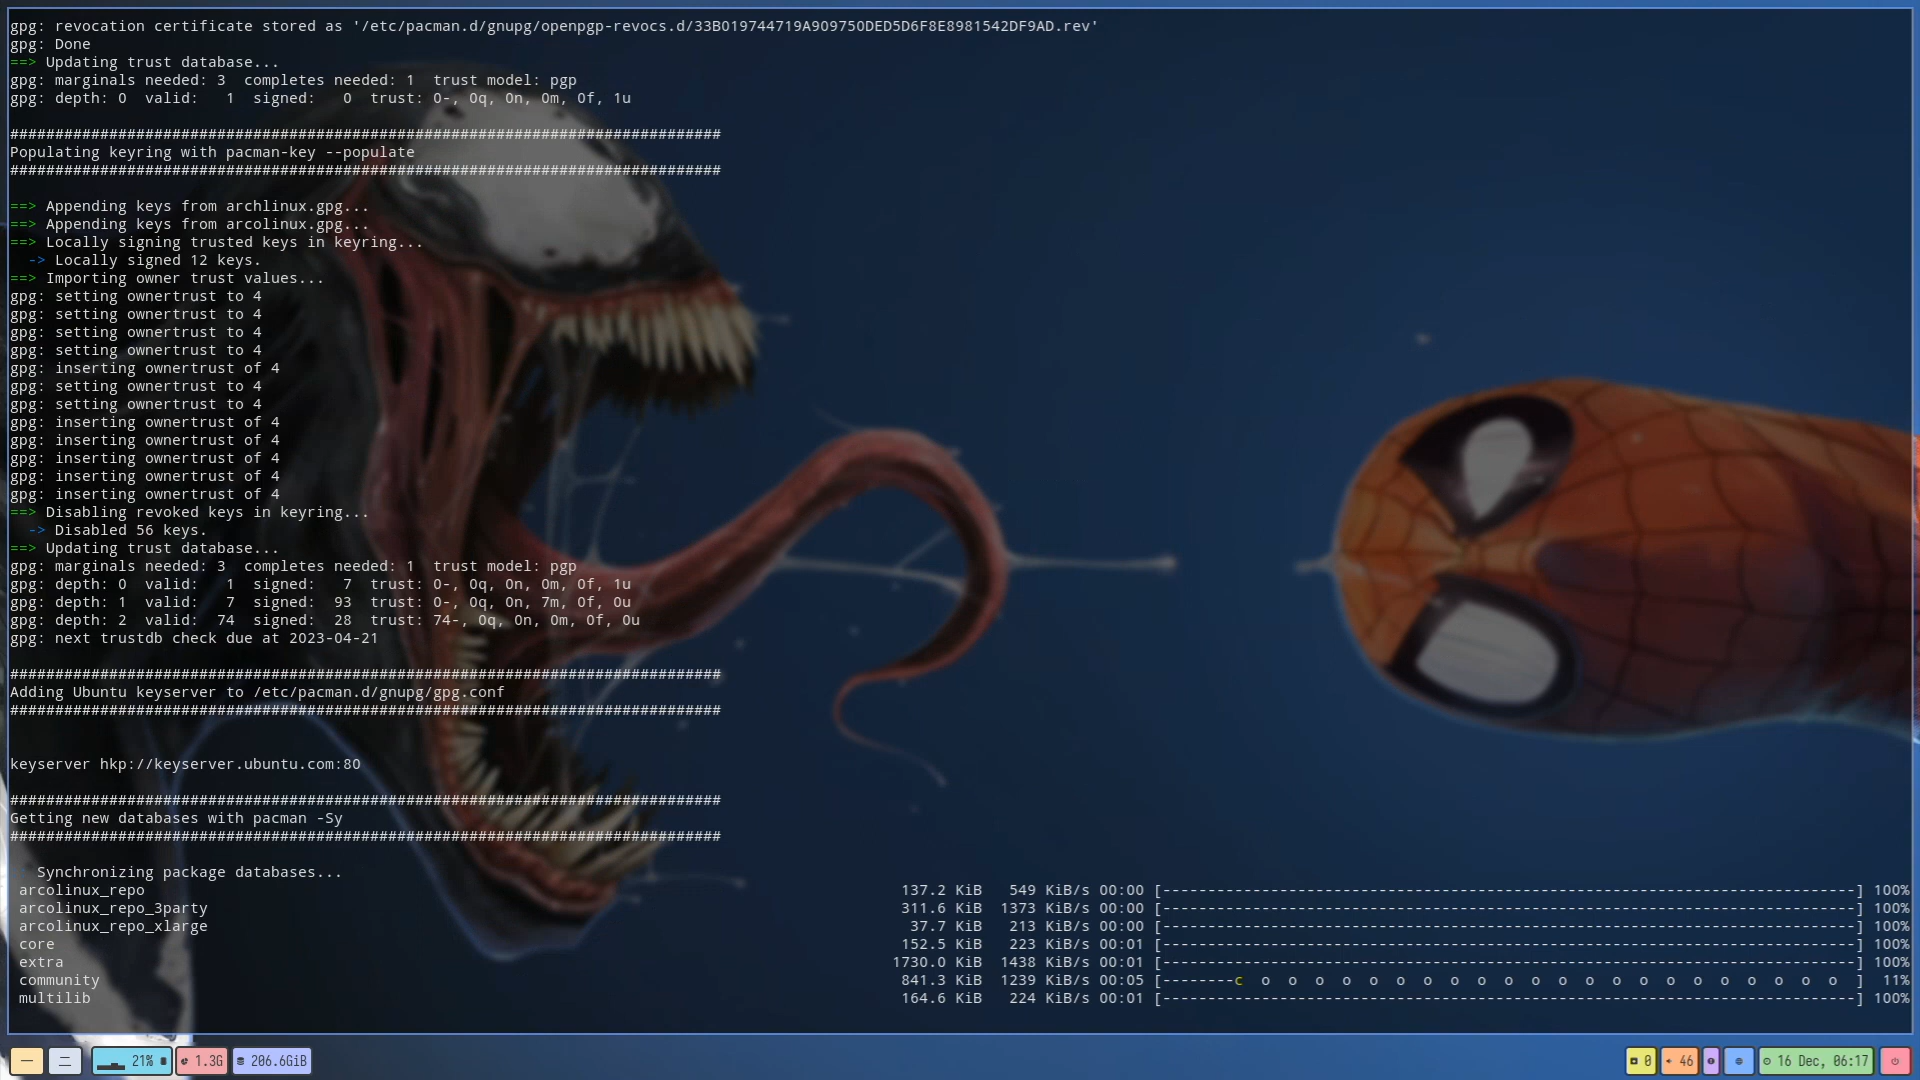 gpg: revocation certificate stored as '/etc/pacman.d/gnupg/openpgp-revocs.d/33B019744719A909750DED5D6F8E8981542DF9AD.rev'
gpg: Done
==> Updating trust database...
gpg: marginals needed: 3  completes needed: 1  trust model: pgp
gpg: depth: 0  valid:   1  signed:   0  trust: 0-, 0q, 0n, 0m, 0f, 1u
###############################################################################
Populating keyring with pacman-key --populate
###############################################################################
==> Appending keys from archlinux.gpg...
==> Appending keys from arcolinux.gpg...
==> Locally signing trusted keys in keyring...
  -> Locally signed 12 keys.
==> Importing owner trust values...
gpg: setting ownertrust to 4
gpg: setting ownertrust to 4
gpg: setting ownertrust to 4
gpg: setting ownertrust to 4
gpg: inserting ownertrust of 4
gpg: setting ownertrust to 4
gpg: setting ownertrust to 4
gpg: inserting ownertrust of 4
gpg: inserting ownertrust of 4
gpg: inserting ownertrust of 4
gpg: inserting ownertrust of 4
gpg: inserting ownertrust of 4
==> Disabling revoked keys in keyring...
  -> Disabled 56 keys.
==> Updating trust database...
gpg: marginals needed: 3  completes needed: 1  trust model: pgp
gpg: depth: 0  valid:   1  signed:   7  trust: 0-, 0q, 0n, 0m, 0f, 1u
gpg: depth: 1  valid:   7  signed:  93  trust: 0-, 0q, 0n, 7m, 0f, 0u
gpg: depth: 2  valid:  74  signed:  28  trust: 74-, 0q, 0n, 0m, 0f, 0u
gpg: next trustdb check due at 2023-04-21
###############################################################################
Adding Ubuntu keyserver to /etc/pacman.d/gnupg/gpg.conf
###############################################################################
keyserver hkp://keyserver.ubuntu.com:80
###############################################################################
Getting new databases with pacman -Sy
###############################################################################
Synchronizing package databases...
arcolinux_repo 137.2 KiB 549 KiB/s 00:00 [-----------------------------------------------------------------------------] 100%
arcolinux_repo_3party 311.6 KiB 1373 KiB/s 00:00 [-----------------------------------------------------------------------------] 100%
arcolinux_repo_xlarge 37.7 KiB 213 KiB/s 00:00 [-----------------------------------------------------------------------------] 100%
core 152.5 KiB 223 KiB/s 00:01 [-----------------------------------------------------------------------------] 100%
extra 1730.0 KiB 1438 KiB/s 00:01 [-----------------------------------------------------------------------------] 100%
community 841.3 KiB 1239 KiB/s 00:05 [--------c  o  o  o  o  o  o  o  o  o  o  o  o  o  o  o  o  o  o  o  o  o  o  ] 11%
multilib 164.6 KiB 224 KiB/s 00:01 [-----------------------------------------------------------------------------] 100%
一 二 21% 1.3G 206.6GiB 0 46 16 Dec, 06:17